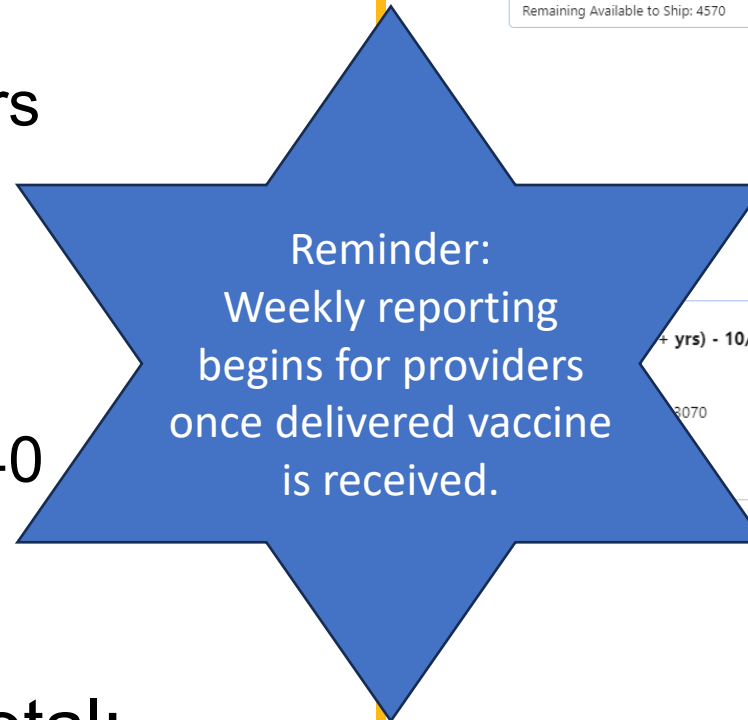 Remaining Available to Ship: 4570
rs
Reminder:
Weekly reporting
begins for providers
+ yrs) - 10/
once delivered vaccine
3070
is received.
40